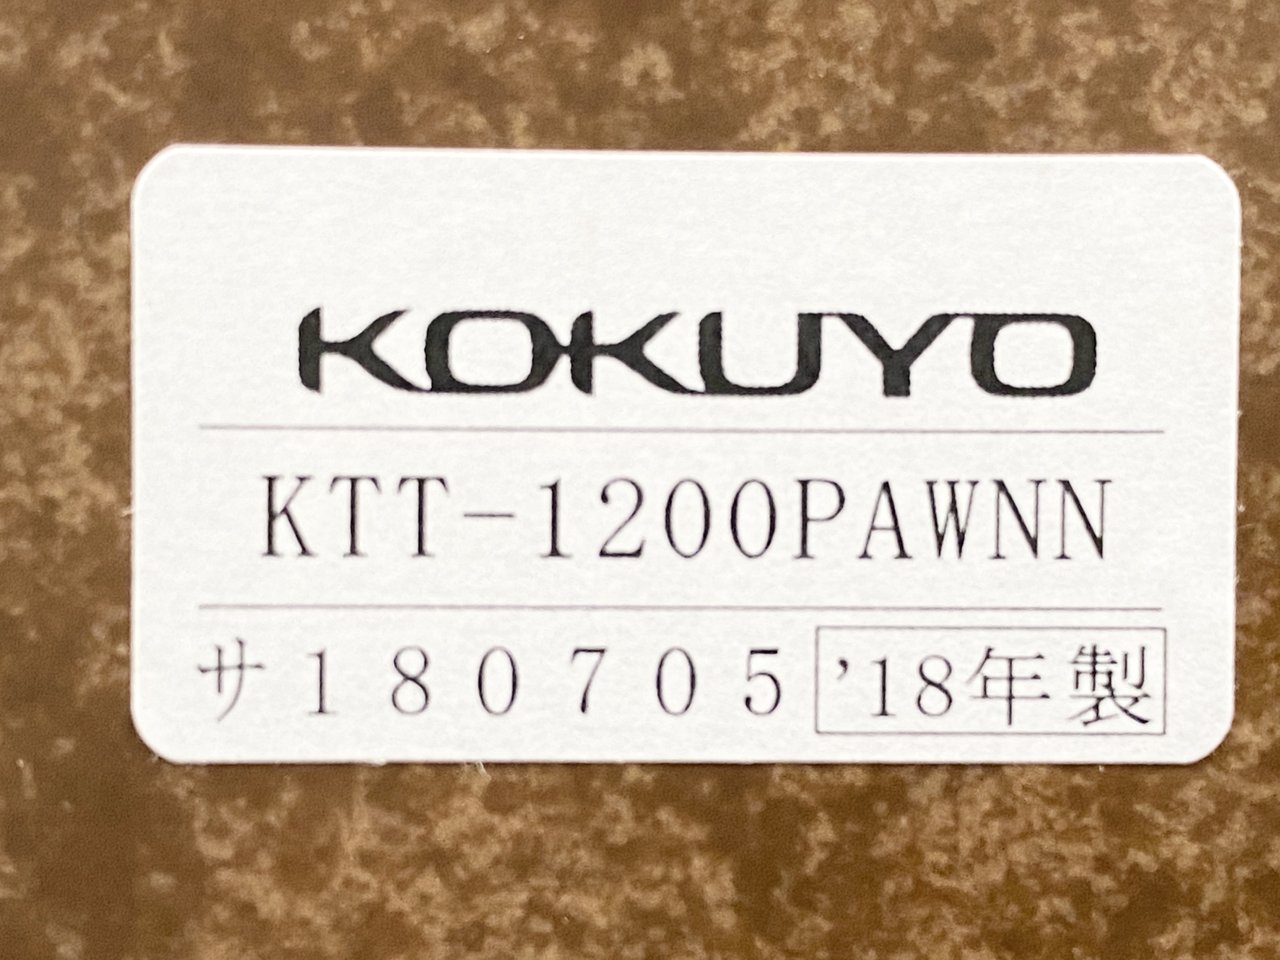 KOKUYO
KTT-1200PAWNN
サ180705 '18年製